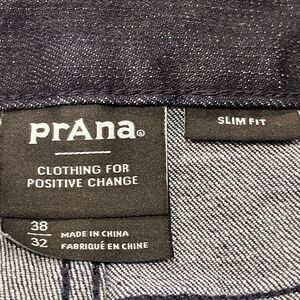 prAna®
SLIM FIT
CLOTHING FOR
POSITIVE CHANGE
38
32
MADE IN CHINA
FABRIQUÉ EN CHINE